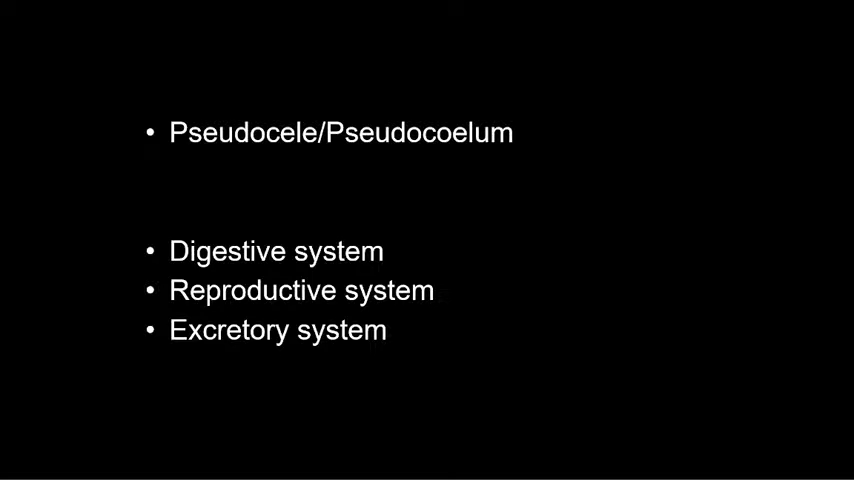 • Pseudocele/Pseudocoelum
• Digestive system
• Reproductive system
• Excretory system